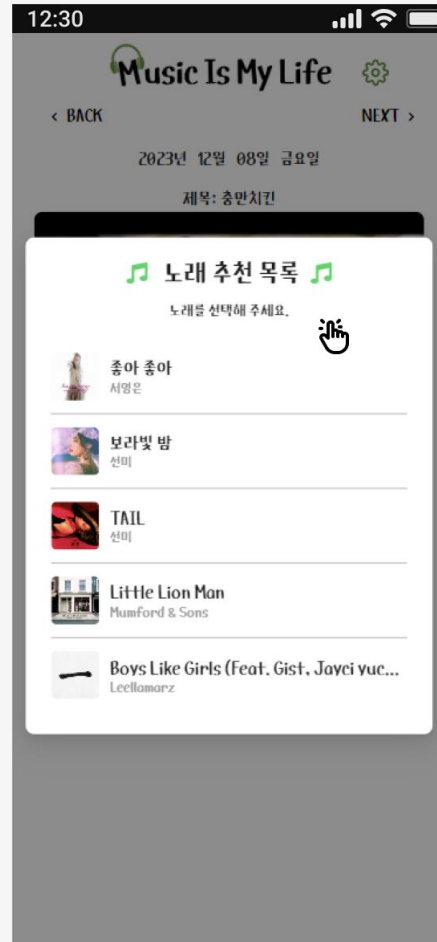 12:30
Music Is My Life
‹ BACK
NEXT ›
2023년 12월 08일 금요일
제목: 충만치킨
노래 추천 목록
노래를 선택해 주세요.
좋아 좋아
서영은
보라빛 밤
선미
TAIL
선미
Little Lion Man
Mumford & Sons
Boys Like Girls (Feat. Gist, Jayci yuc...
Leellamarz